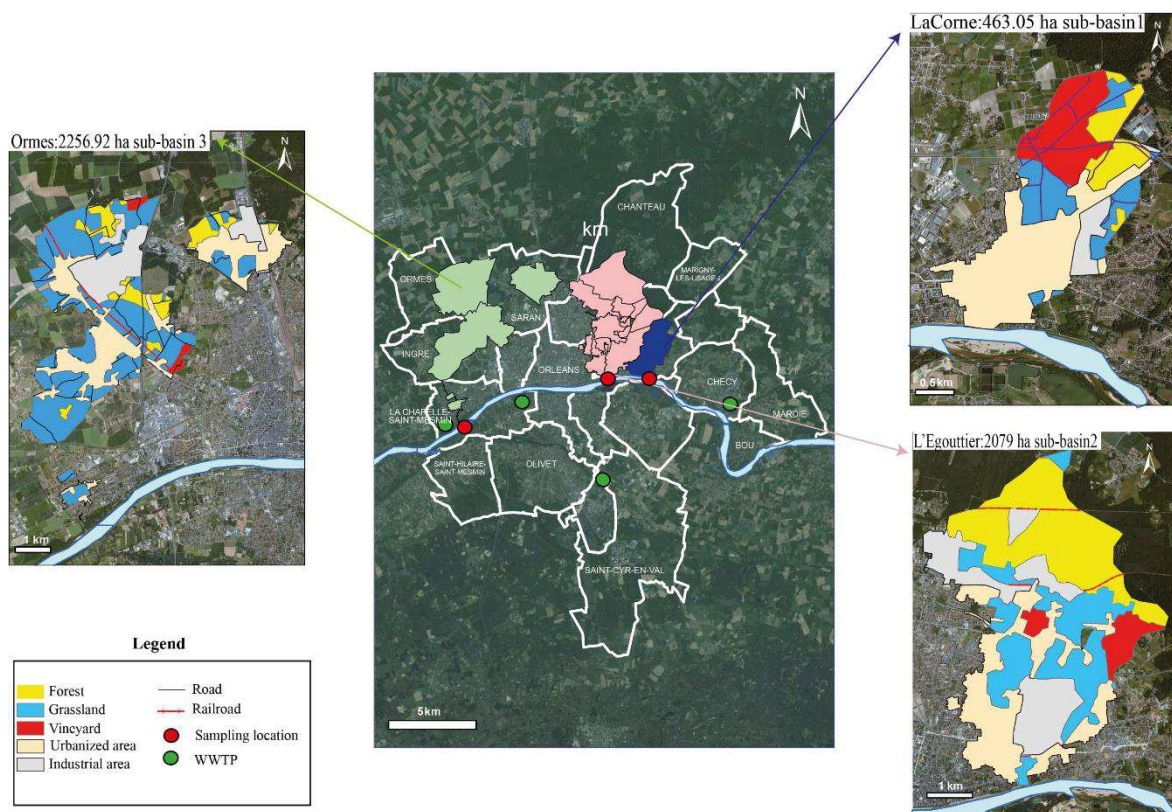 LaCorne:463.05 ha sub-basin1
N
0.5km
Ormes:2256.92 ha sub-basin 3
N
1 km
N
CHANTEAU
km
ORMES
MARIGNY-
LES-USAGES
SARAN
INGRE
ORLEANS
CHECY
LA CHAPELLE-
SAINT-MESMIN
MARDIE
BOU
SAINT-HILAIRE-
SAINT-MESMIN
OLIVET
SAINT-CYR-EN-VAL
5km
L'Egouttier:2079 ha sub-basin2
N
1 km
Legend
Forest
Grassland
Vineyard
Urbanized area
Industrial area
Road
Railroad
Sampling location
WWTP